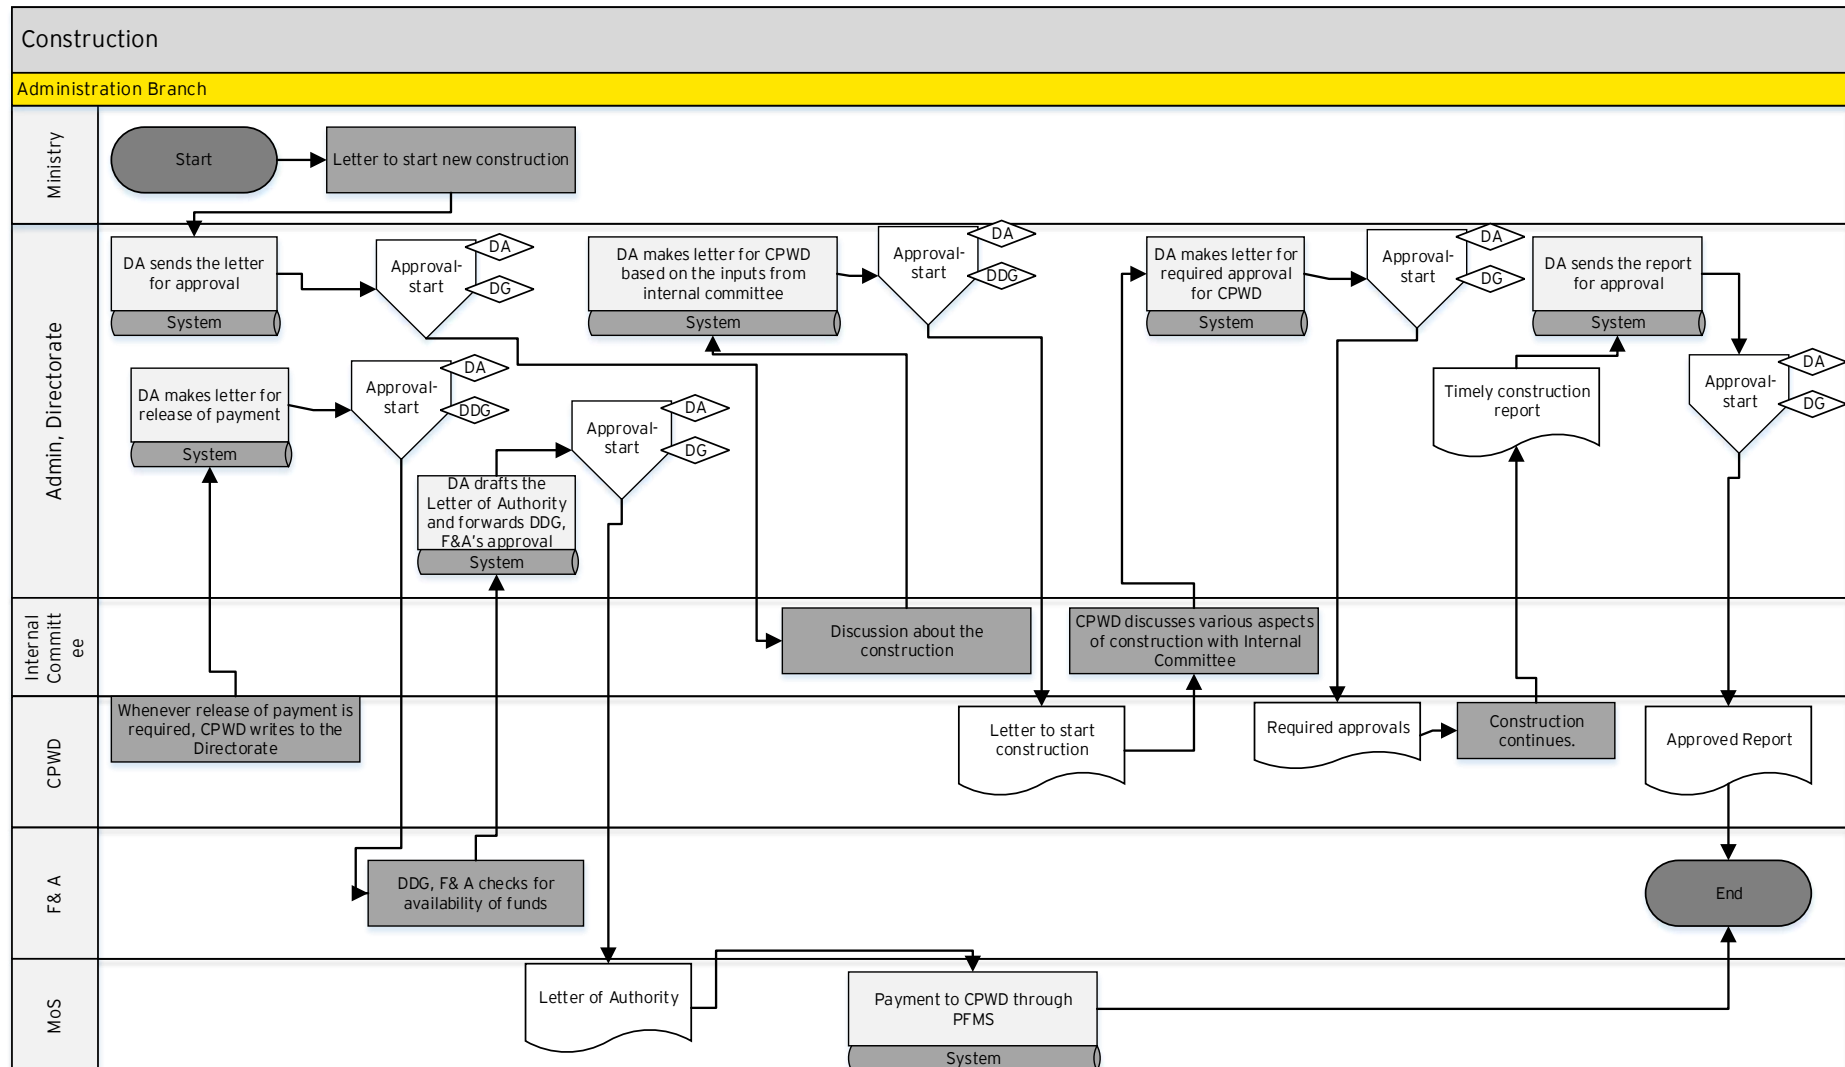 Construction
Administration Branch
Ministry
Start
Letter to start new construction
Admin, Directorate
DA sends the letter
for approval
System
Approval-
start
DA
DG
DA makes letter for CPWD
based on the inputs from
internal committee
System
Approval-
start
DA
DDG
DA makes letter for
required approval
for CPWD
System
Approval-
start
DA
DG
DA sends the report
for approval
System
DA makes letter for
release of payment
System
Approval-
start
DA
DDG
Approval-
start
DA
DG
DA drafts the
Letter of Authority
and forwards DDG,
F&A's approval
System
Timely construction
report
Approval-
start
DA
DG
Internal
Committ
ee
Discussion about the
construction
CPWD discusses various aspects
of construction with Internal
Committee
CPWD
Whenever release of payment is
required, CPWD writes to the
Directorate
Letter to start
construction
Required approvals
Construction
continues.
Approved Report
F& A
DDG, F& A checks for
availability of funds
End
MoS
Letter of Authority
Payment to CPWD through
PFMS
System